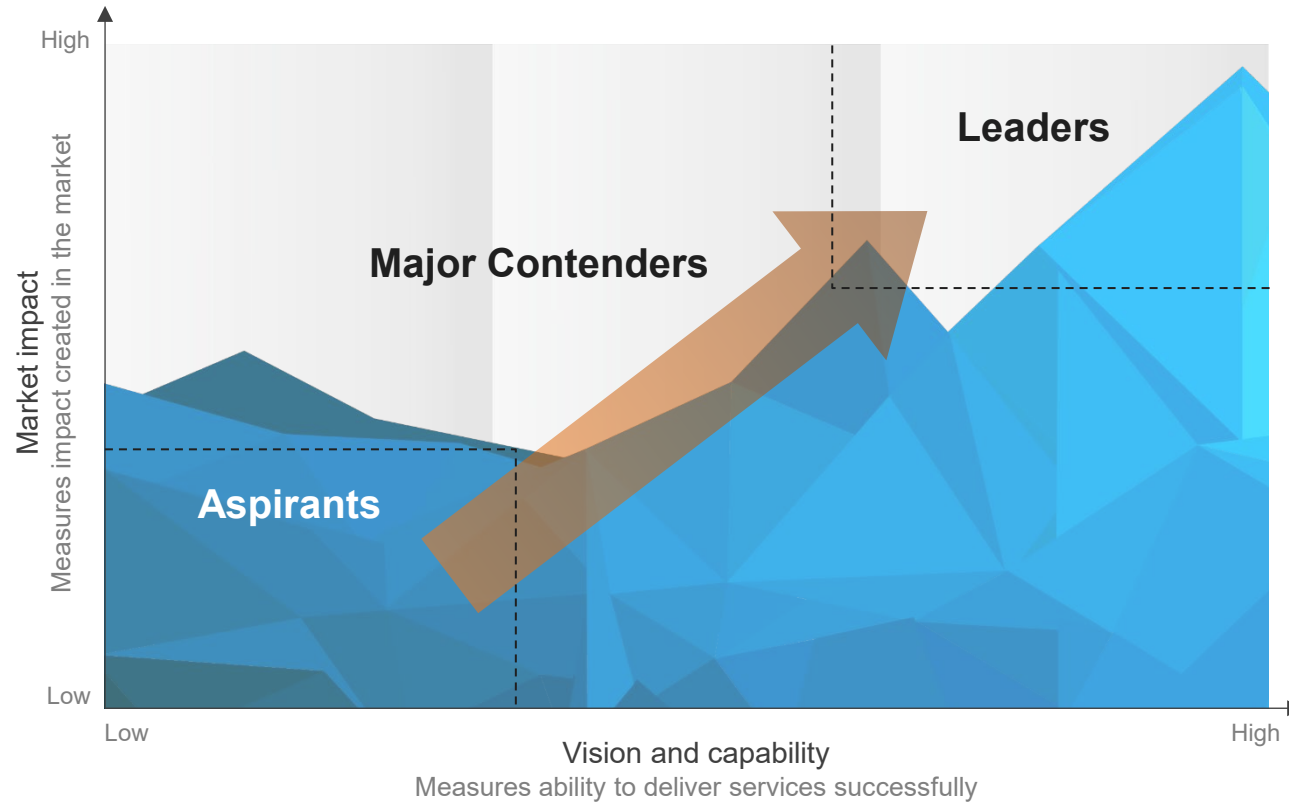 High
Leaders
Major Contenders
Market impact
Measures impact created in the market
Aspirants
Low
Low
High
Vision and capability
Measures ability to deliver services successfully